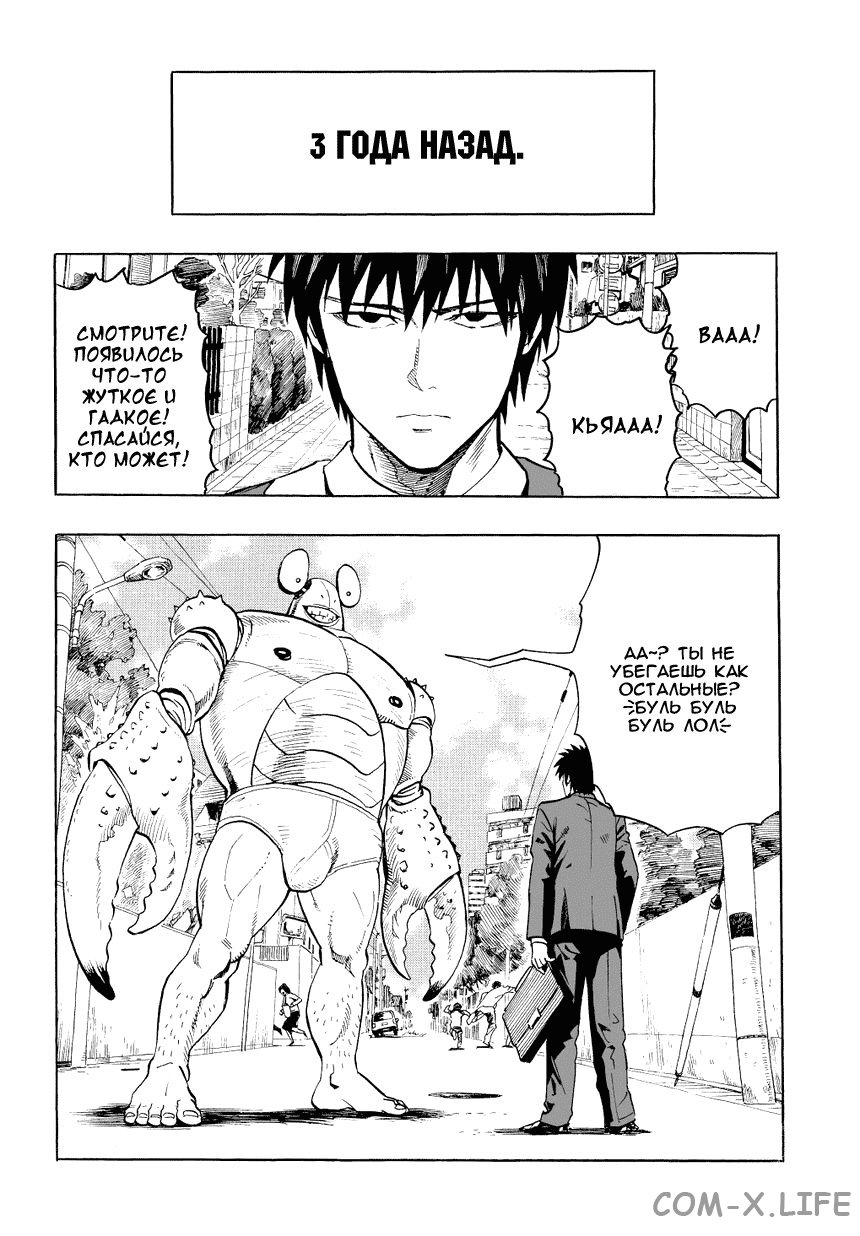 3 ГОДА НАЗАД.
СМОТРИТЕ!
ПОЯВИЛОСЬ
ЧТО-ТО
ЖУТКОЕ И
ГАДКОЕ!
СПАСАЙСЯ,
КТО МОЖЕТ!
КЬЯААА!
ВААА!
АА~? ТЫ НЕ
УБЕГАЕШЬ КАК
ОСТАЛЬНЫЕ?
БУЛЬ БУЛЬ
БУЛЬ ЛОЛ
COM-X.LIFE